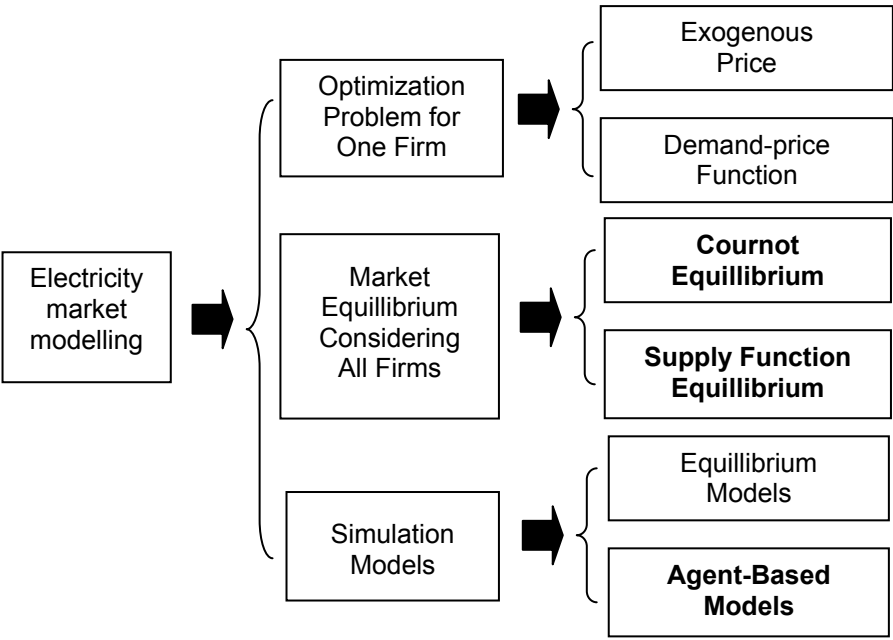 Electricity
market
modelling
Optimization
Problem for
One Firm
Exogenous
Price
Demand-price
Function
Market
Equillibrium
Considering
All Firms
Cournot
Equillibrium
Supply Function
Equillibrium
Simulation
Models
Equillibrium
Models
Agent-Based
Models